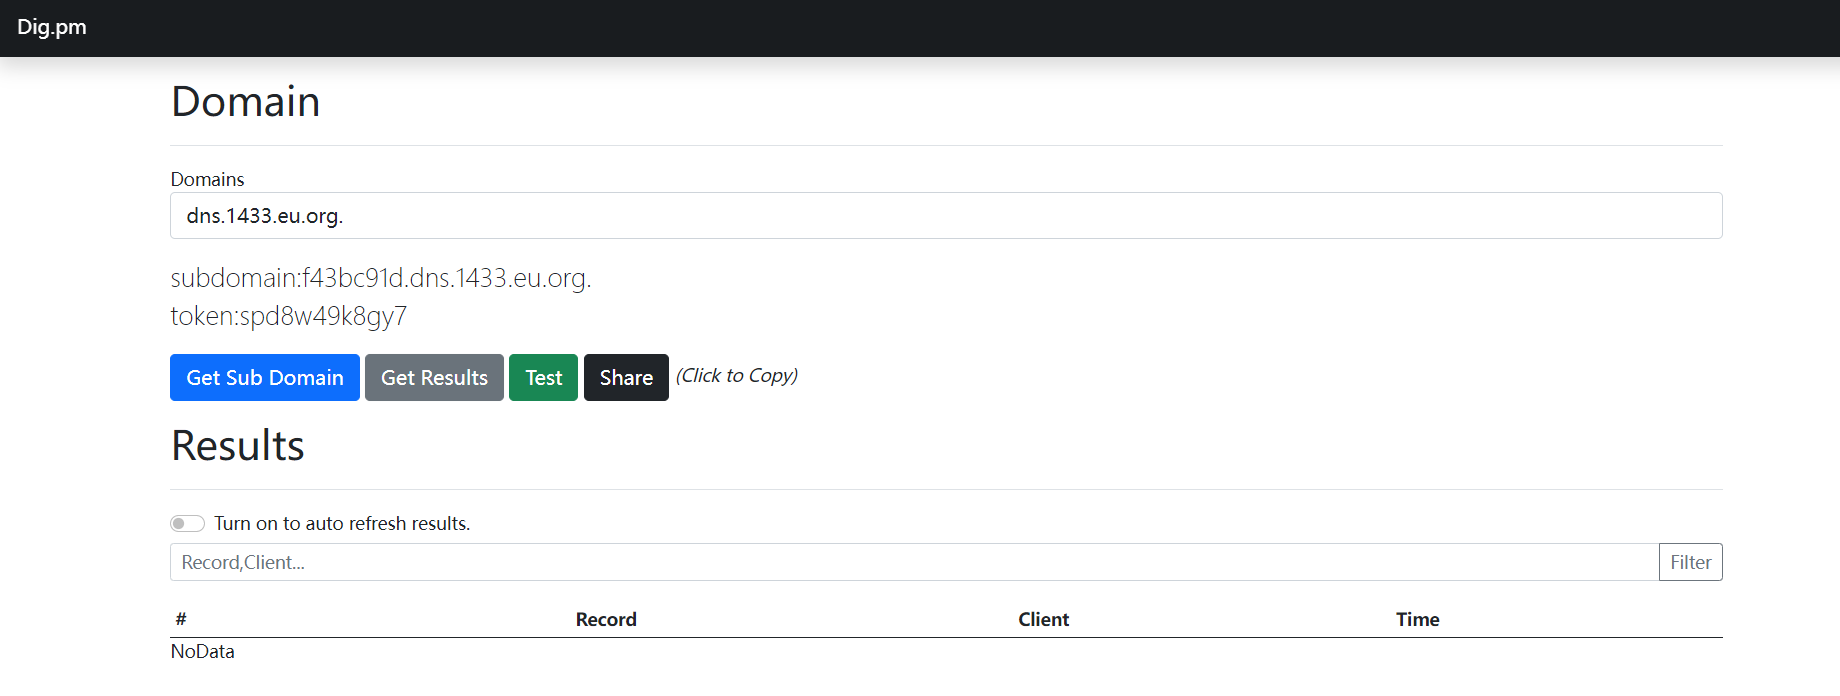 Dig.pm
Domain
Domains
dns.1433.eu.org.
subdomain:f43bc91d.dns.1433.eu.org.
token:spd8w49k8gy7
Get Sub Domain Get Results Test Share (Click to Copy)
Results
Turn on to auto refresh results.
Record,Client... Filter
# Record Client Time
NoData